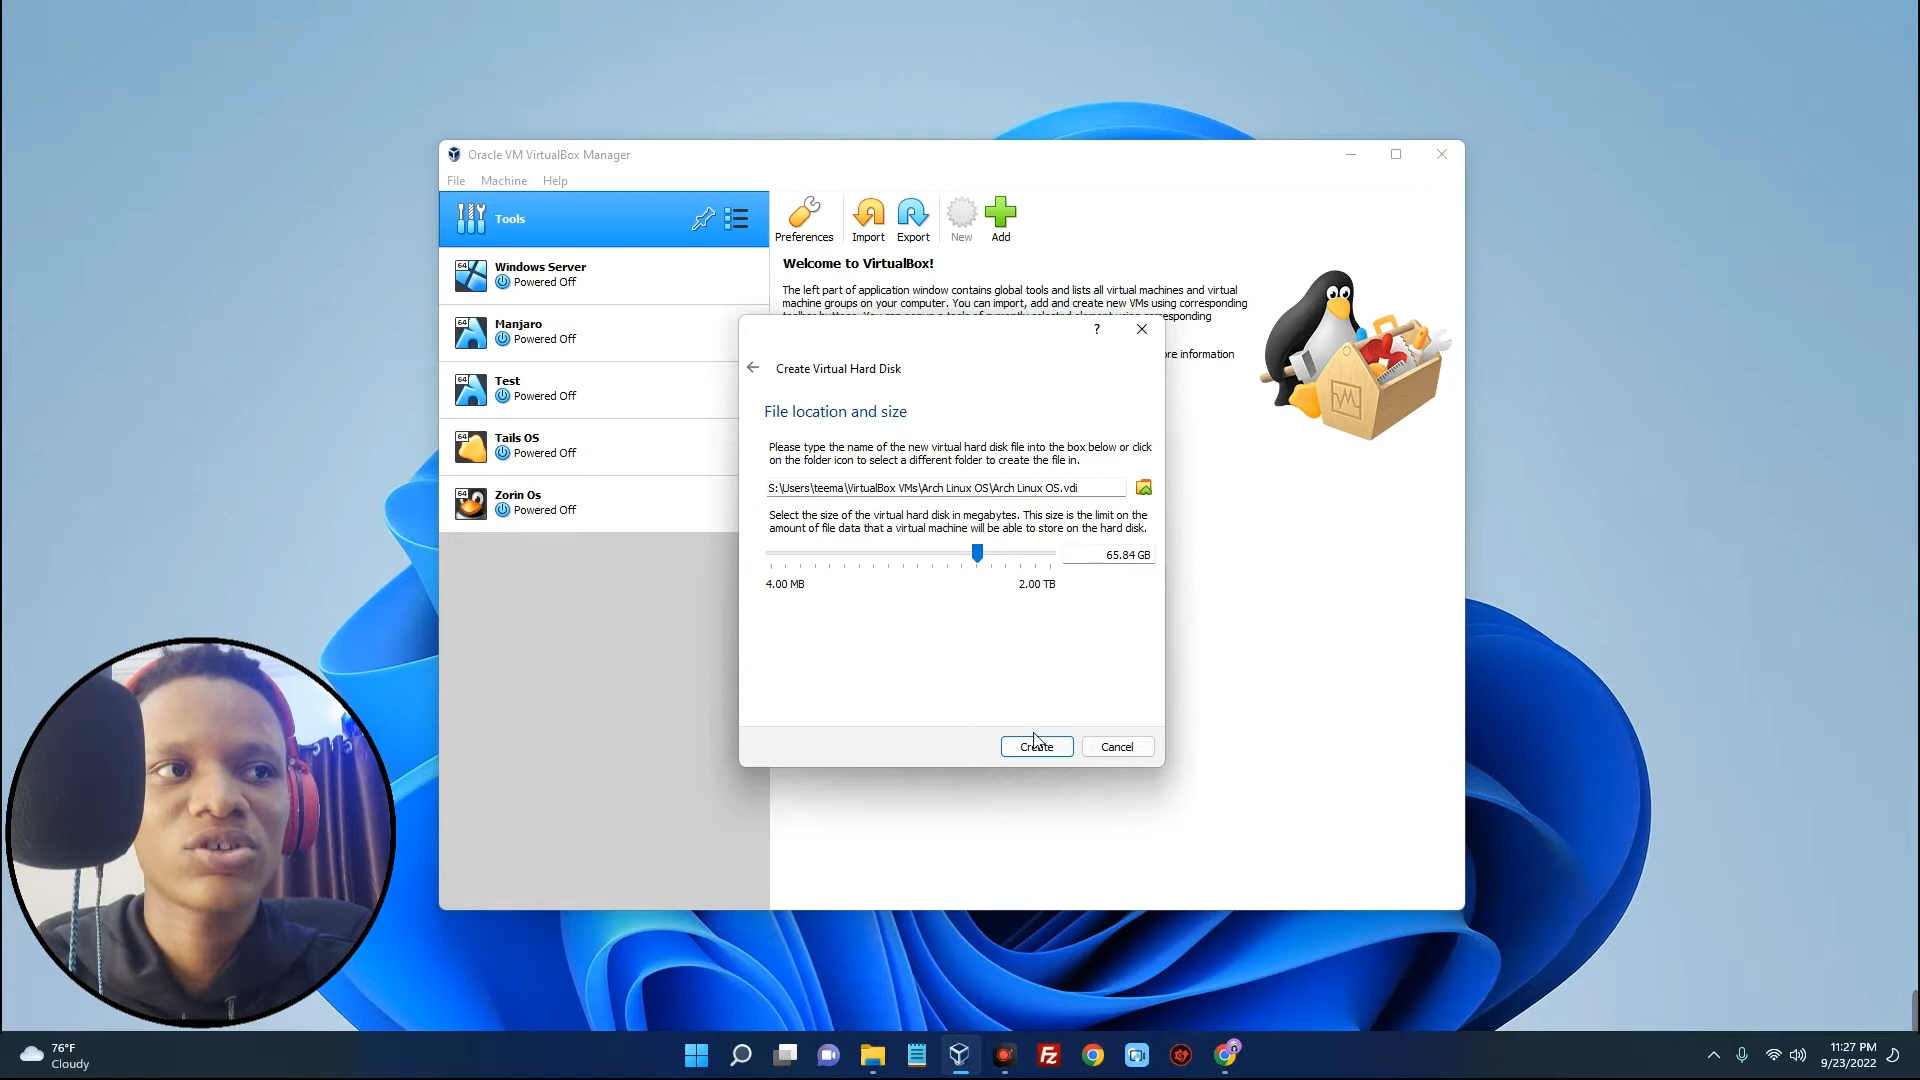 Oracle VM VirtualBox Manager
File Machine Help
Tools
Preferences Import Export New Add
64 Windows Server
Powered Off
64 Manjaro
Powered Off
64 Test
Powered Off
64 Tails OS
Powered Off
64 Zorin Os
Powered Off
Welcome to VirtualBox!
The left part of application window contains global tools and lists all virtual machines and virtual
machine groups on your computer. You can import, add and create new VMs using corresponding
esponding
ore information
?
Create Virtual Hard Disk
File location and size
Please type the name of the new virtual hard disk file into the box below or click
on the folder icon to select a different folder to create the file in.
S:\Users\teema\VirtualBox VMs\Arch Linux OS\Arch Linux OS.vdi
Select the size of the virtual hard disk in megabytes. This size is the limit on the
amount of file data that a virtual machine will be able to store on the hard disk.
65.84 GB
4.00 MB 2.00 TB
Create Cancel
76°F
Cloudy
Fz
11:27 PM
9/23/2022